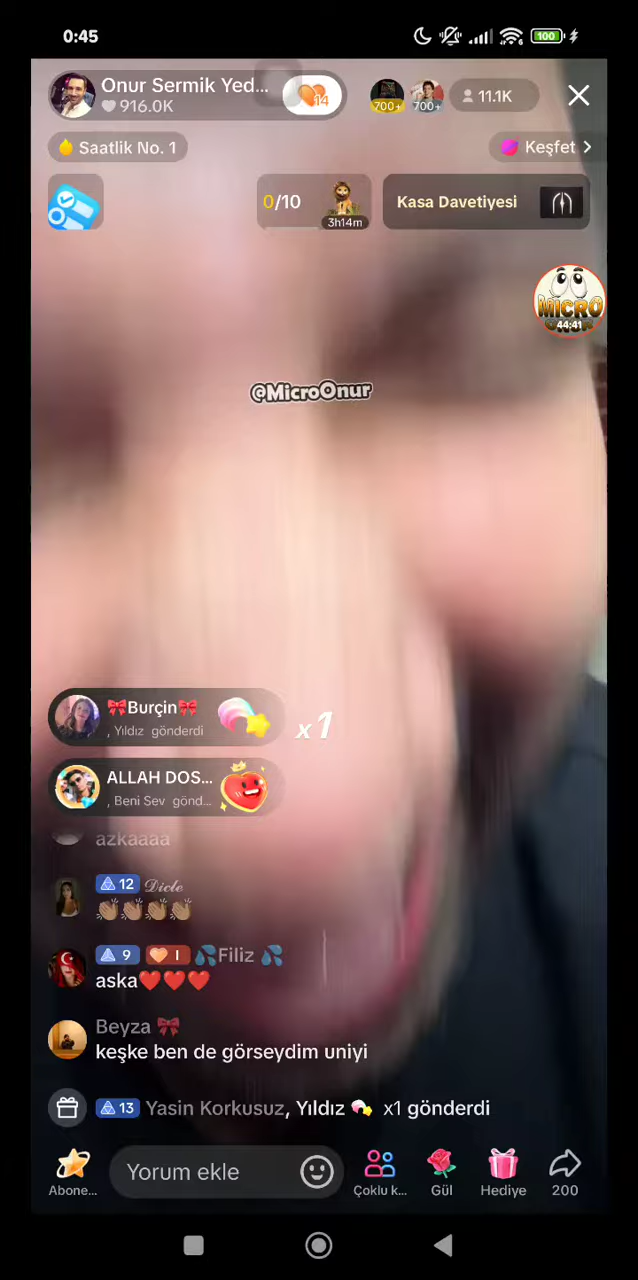 0:45
100
Onur Sermik Yed...
916.0K
14
700+
700+
11.1K
Saatlik No. 1
Keşfet
0/10
3h14m
Kasa Davetiyesi
MICRO
44:41
@MicroOnur
🎀Burçin🎀
, Yıldız gönderdi
x1
ALLAH DOS...
, Beni Sev gönd...
azkaaaa
12 𝒟𝒾𝒸𝓁𝑒
👏🏽👏🏽👏🏽👏🏽
9 I 💦Filiz 💦
aska❤️❤️❤️
Beyza 🎀
keşke ben de görseydim uniyi
13 Yasin Korkusuz, Yıldız x1 gönderdi
Abone...
Yorum ekle
Çoklu k...
Gül
Hediye
200